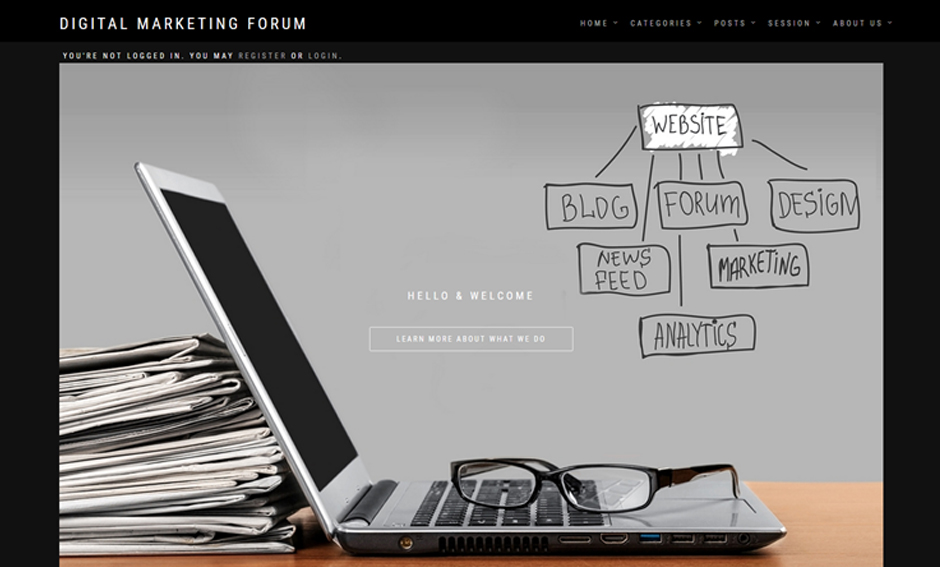 DIGITAL MARKETING FORUM
HOME CATEGORIES POSTS SESSION ABOUT US
YOU'RE NOT LOGGED IN. YOU MAY REGISTER OR LOGIN.
WEBSITE
BLOG FORUM DESIGN
NEWS
FEED
MARKETING
HELLO & WELCOME
ANALYTICS
LEARN MORE ABOUT WHAT WE DO